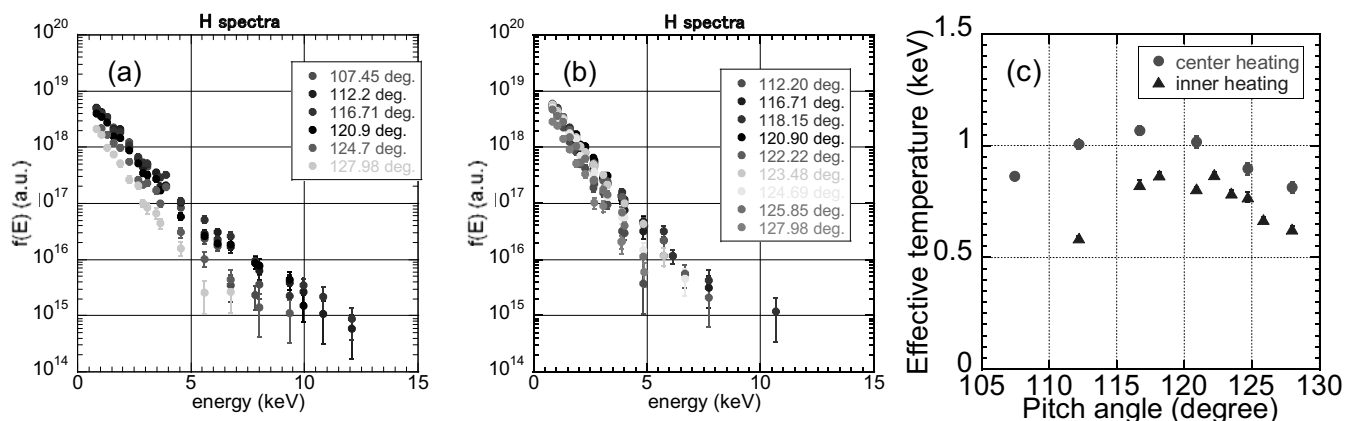 H spectra
(a)
107.45 deg.
112.2 deg.
116.71 deg.
120.9 deg.
124.7 deg.
127.98 deg.
10^20
10^19
10^18
10^17
10^16
10^15
10^14
f(E) (a.u.)
0
5
10
15
energy (keV)
H spectra
(b)
112.20 deg.
116.71 deg.
118.15 deg.
120.90 deg.
122.22 deg.
123.48 deg.
124.69 deg.
125.85 deg.
127.98 deg.
10^20
10^19
10^18
10^17
10^16
10^15
10^14
f(E) (a.u.)
0
5
10
15
energy (keV)
(c)
center heating
inner heating
1.5
1
0.5
0
Effective temperature (keV)
105
110
115
120
125
130
Pitch angle (degree)